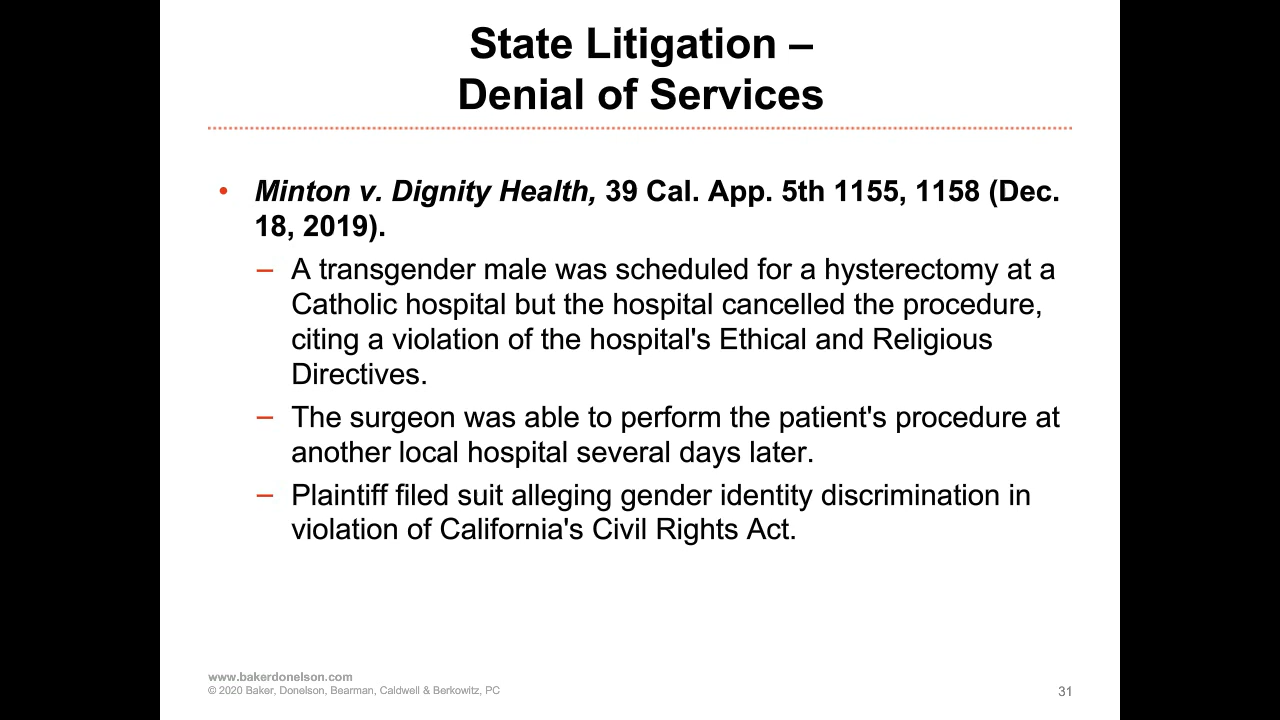 State Litigation –
Denial of Services
• Minton v. Dignity Health, 39 Cal. App. 5th 1155, 1158 (Dec.
18, 2019).
– A transgender male was scheduled for a hysterectomy at a
Catholic hospital but the hospital cancelled the procedure,
citing a violation of the hospital's Ethical and Religious
Directives.
– The surgeon was able to perform the patient's procedure at
another local hospital several days later.
– Plaintiff filed suit alleging gender identity discrimination in
violation of California's Civil Rights Act.
www.bakerdonelson.com
© 2020 Baker, Donelson, Bearman, Caldwell & Berkowitz, PC
31